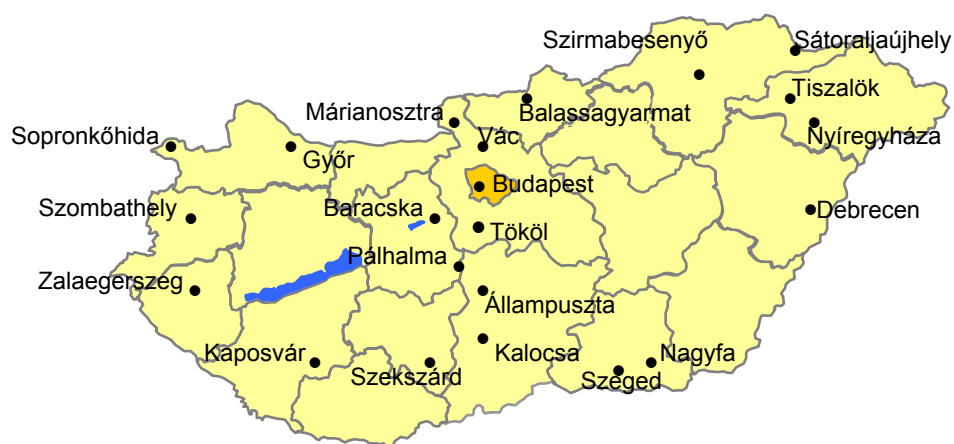 Szirmabesenyő
Sátoraljaújhely
Tiszalök
Márianosztra
Balassagyarmat
Sopronkőhida
Vác
Nyíregyháza
Győr
Budapest
Szombathely
Baracska
Debrecen
Tököl
Pálhalma
Zalaegerszeg
Állampuszta
Kaposvár
Kalocsa
Nagyfa
Szekszárd
Szeged